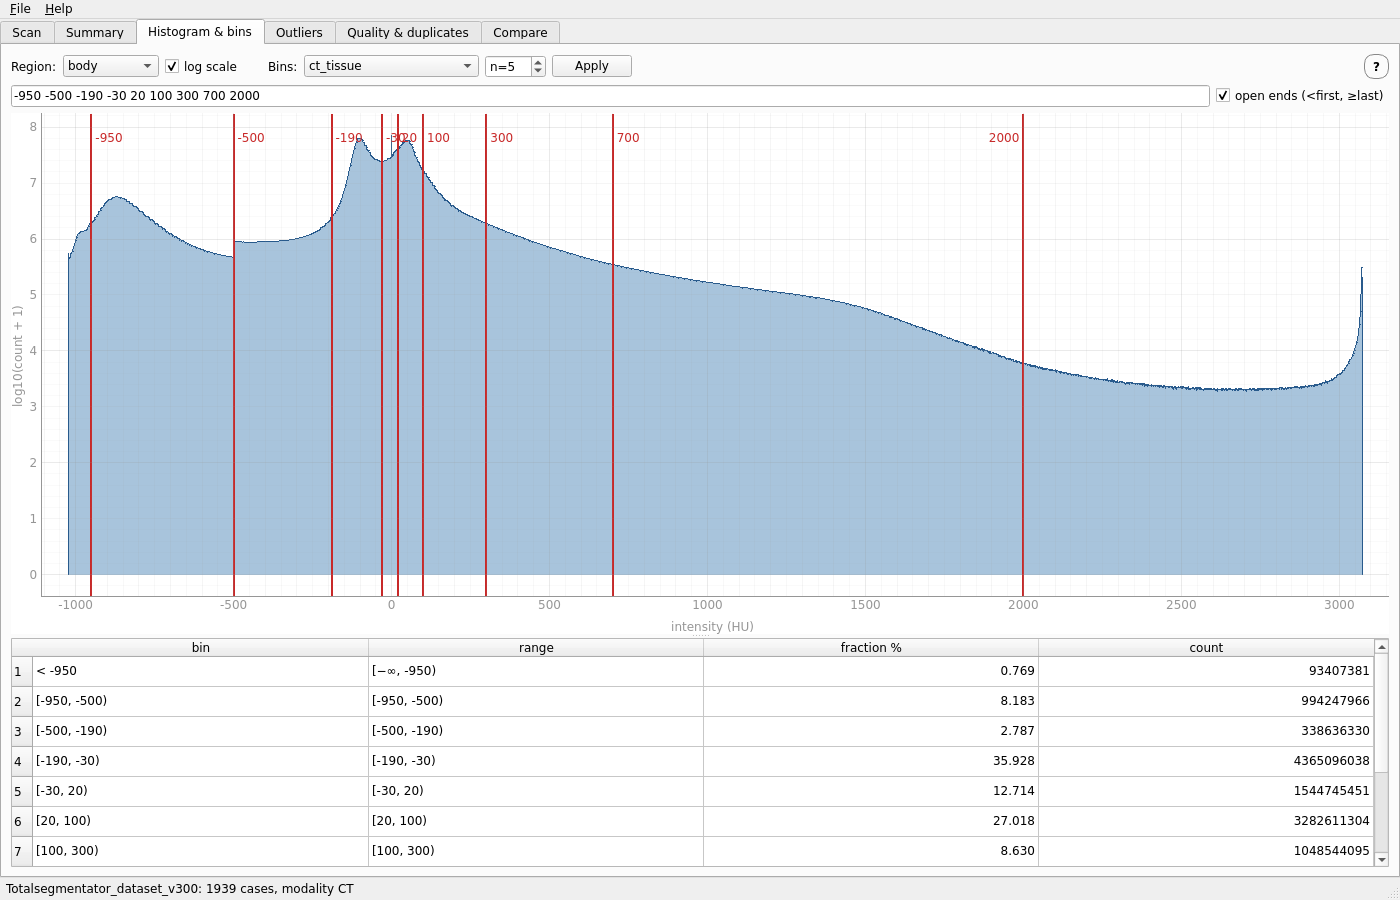 File Help
Scan Summary Histogram & bins Outliers Quality & duplicates Compare
Region: body log scale Bins: ct_tissue n=5 Apply ?
-950 -500 -190 -30 20 100 300 700 2000 open ends (<first, ≥last)
8
7
6
5
4
3
2
1
0
log10(count + 1)
-950 -500 -190 -30 20 100 300 700 2000
-1000 -500 0 500 1000 1500 2000 2500 3000
intensity (HU)
bin range fraction % count
1 < -950 [−∞, -950) 0.769 93407381
2 [-950, -500) [-950, -500) 8.183 994247966
3 [-500, -190) [-500, -190) 2.787 338636330
4 [-190, -30) [-190, -30) 35.928 4365096038
5 [-30, 20) [-30, 20) 12.714 1544745451
6 [20, 100) [20, 100) 27.018 3282611304
7 [100, 300) [100, 300) 8.630 1048544095
Totalsegmentator_dataset_v300: 1939 cases, modality CT